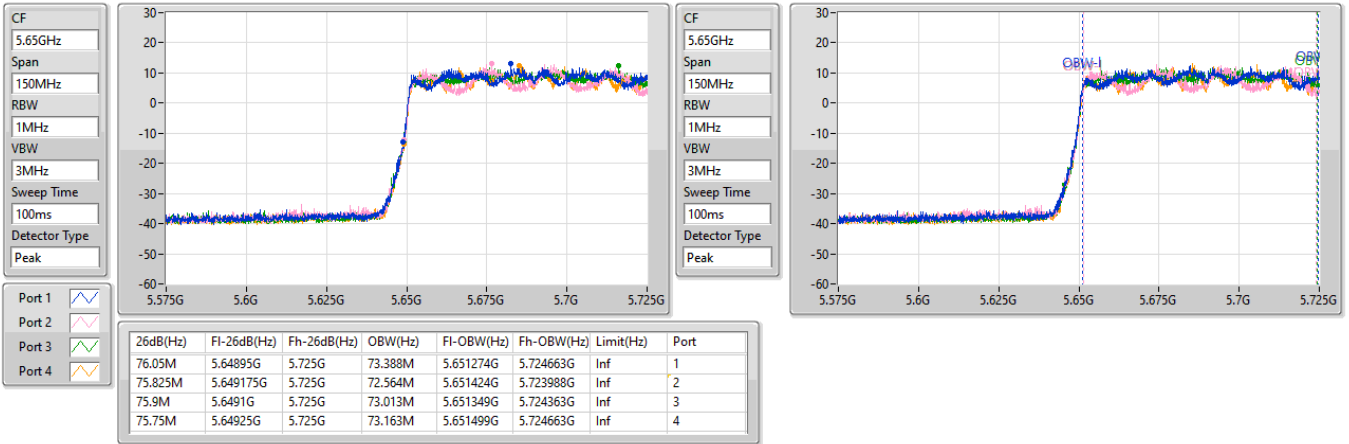 CF
5.65GHz
Span
150MHz
RBW
1MHz
VBW
3MHz
Sweep Time
100ms
Detector Type
Peak
30
20
10
0
-10
-20
-30
-40
-50
-60
5.575G 5.6G 5.625G 5.65G 5.675G 5.7G 5.725G
CF
5.65GHz
Span
150MHz
RBW
1MHz
VBW
3MHz
Sweep Time
100ms
Detector Type
Peak
30
20
10
0
-10
-20
-30
-40
-50
-60
OBW-l
5.575G 5.6G 5.625G 5.65G 5.675G 5.7G 5.725G
Port 1
Port 2
Port 3
Port 4
26dB(Hz) Fl-26dB(Hz) Fh-26dB(Hz) OBW(Hz) Fl-OBW(Hz) Fh-OBW(Hz) Limit(Hz) Port
76.05M 5.64895G 5.725G 73.388M 5.651274G 5.724663G Inf 1
75.825M 5.649175G 5.725G 72.564M 5.651424G 5.723988G Inf 2
75.9M 5.6491G 5.725G 73.013M 5.651349G 5.724363G Inf 3
75.75M 5.64925G 5.725G 73.163M 5.651499G 5.724663G Inf 4